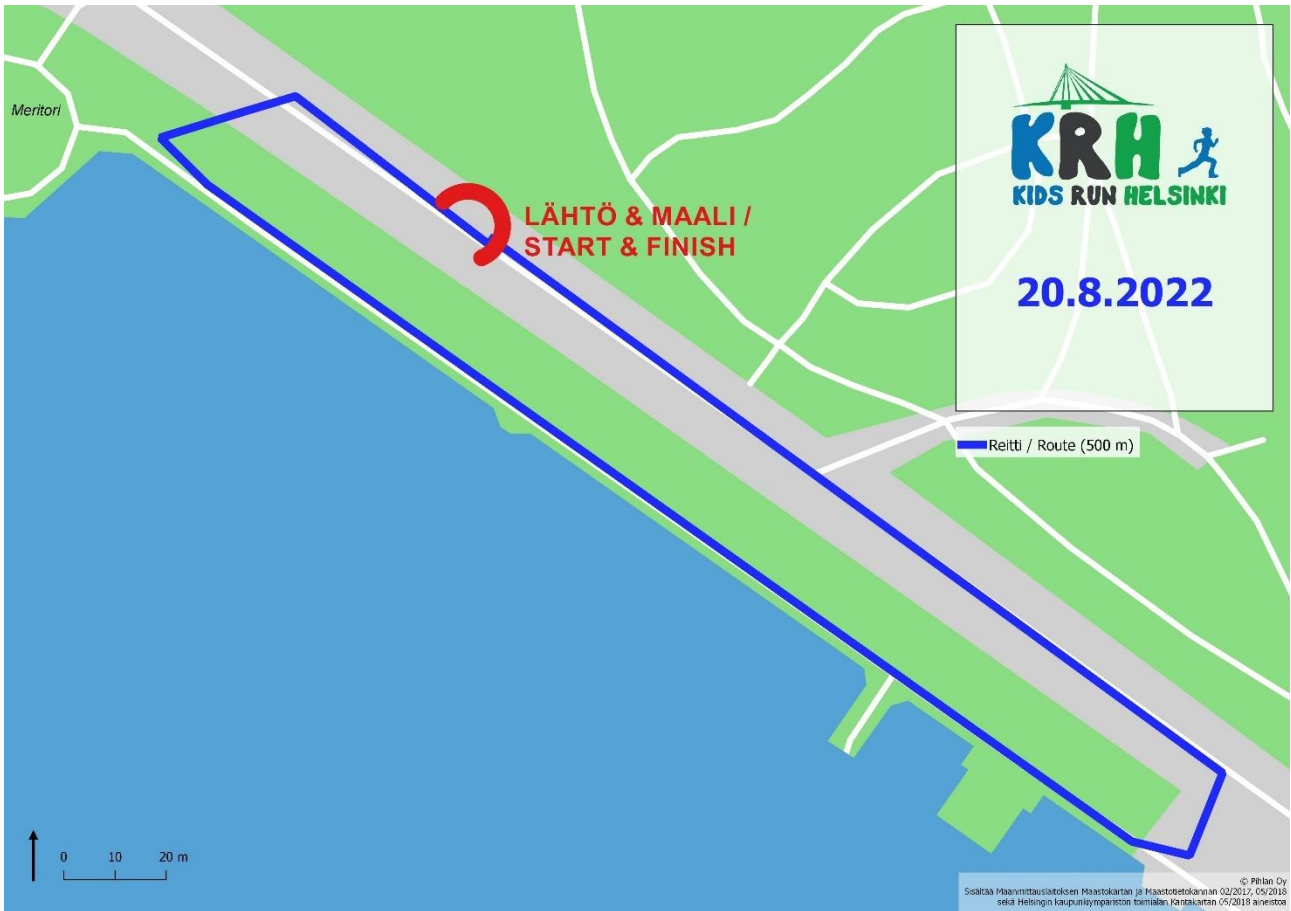 Meritori
KRH
KIDS RUN HELSINKI
20.8.2022
LÄHTÖ & MAALI /
START & FINISH
Reitti / Route (500 m)
0 10 20 m
© Pihlan Oy
Sisältää Maanmittauslaitoksen Maastokartan ja Maastotietokannan 02/2017, 05/2018
sekä Helsingin kaupunkiympäristön toimialan Kantakartan 05/2018 aineistoa